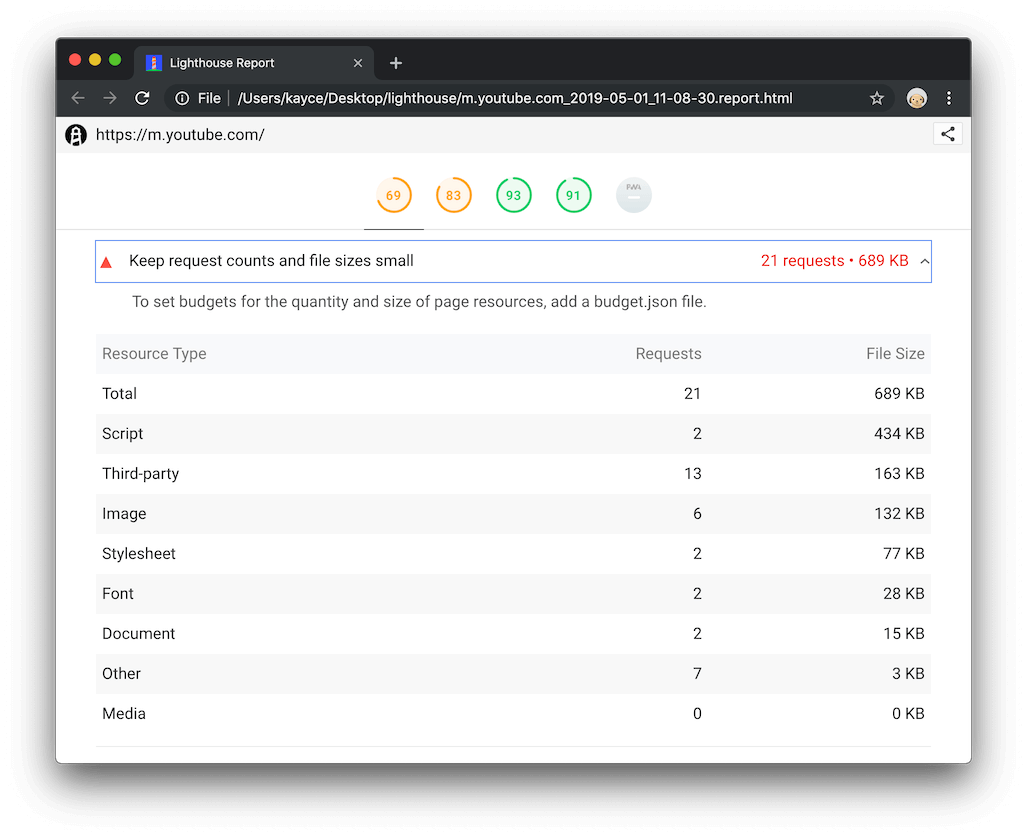 Lighthouse Report
File | /Users/kayce/Desktop/lighthouse/m.youtube.com_2019-05-01_11-08-30.report.html
https://m.youtube.com/
69 83 93 91 PWA
Keep request counts and file sizes small 21 requests • 689 KB
To set budgets for the quantity and size of page resources, add a budget.json file.
Resource Type Requests File Size
Total 21 689 KB
Script 2 434 KB
Third-party 13 163 KB
Image 6 132 KB
Stylesheet 2 77 KB
Font 2 28 KB
Document 2 15 KB
Other 7 3 KB
Media 0 0 KB